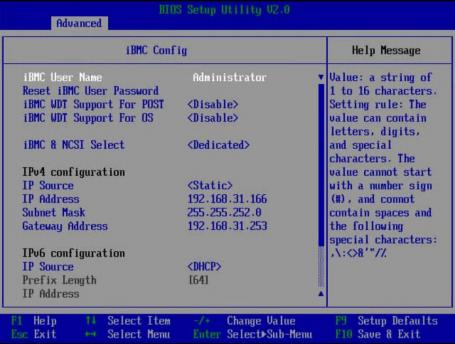 BIOS Setup Utility V2.0
Advanced
iBMC Config
Help Message
iBMC User Name Administrator
Reset iBMC User Password
iBMC WDT Support For POST <Disable>
iBMC WDT Support For OS <Disable>
iBMC & NCSI Select <Dedicated>
IPv4 configuration
IP Source <Static>
IP Address 192.168.31.166
Subnet Mask 255.255.252.0
Gateway Address 192.168.31.253
IPv6 configuration
IP Source <DHCP>
Prefix Length [64]
IP Address
Value: a string of
1 to 16 characters.
Setting rule: The
value can contain
letters, digits,
and special
characters. The
value cannot start
with a number sign
(#), and connot
contain spaces and
the following
special characters:
,\:<>&'"/%
F1 Help ↑↓ Select Item -/+ Change Value F9 Setup Defaults
Esc Exit ↔ Select Menu Enter Select▶Sub-Menu F10 Save & Exit